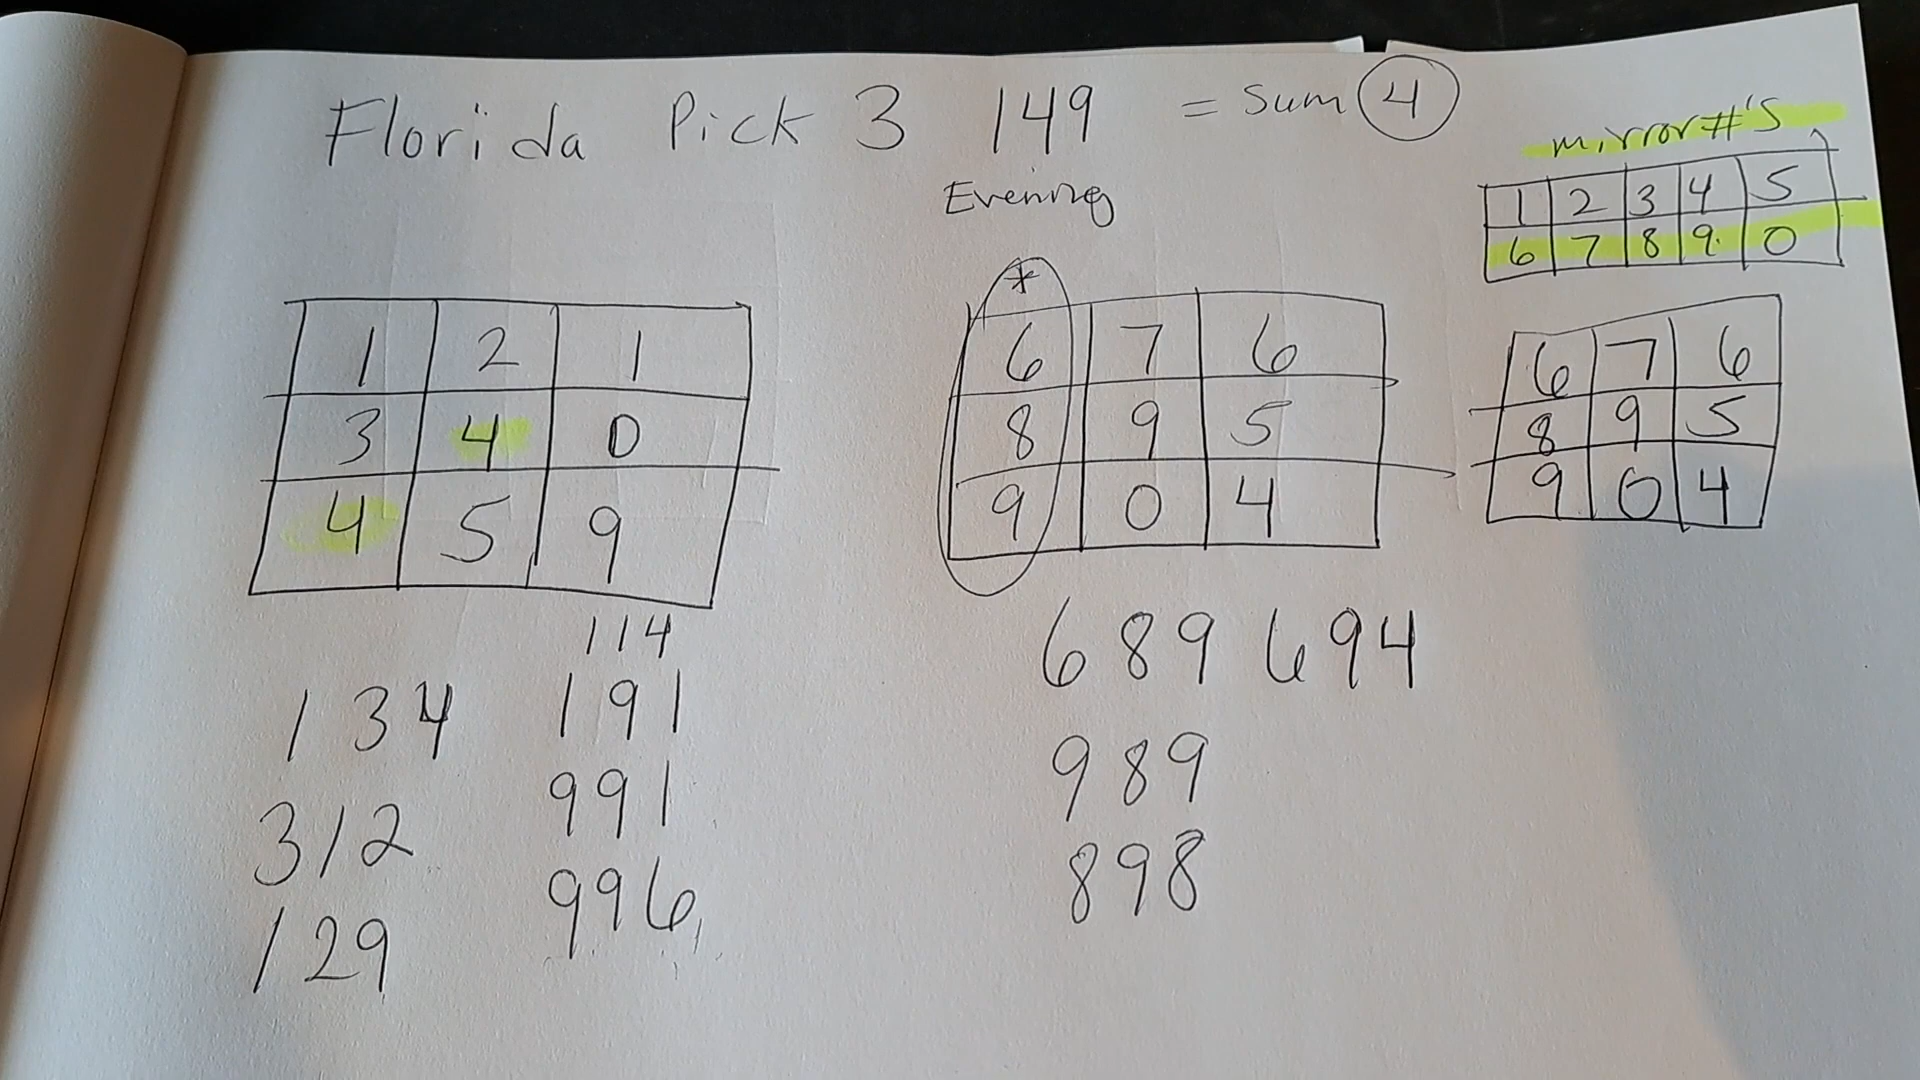 Florida Pick 3 149 = Sum 4
Evening
mirror #'s
1 2 3 4 5
6 7 8 9 0
1 2 1
3 4 0
4 5 9
*
6 7 6
8 9 5
9 0 4
6 7 6
8 9 5
9 0 4
114
134 191
312 991
129 996
689 694
989
898